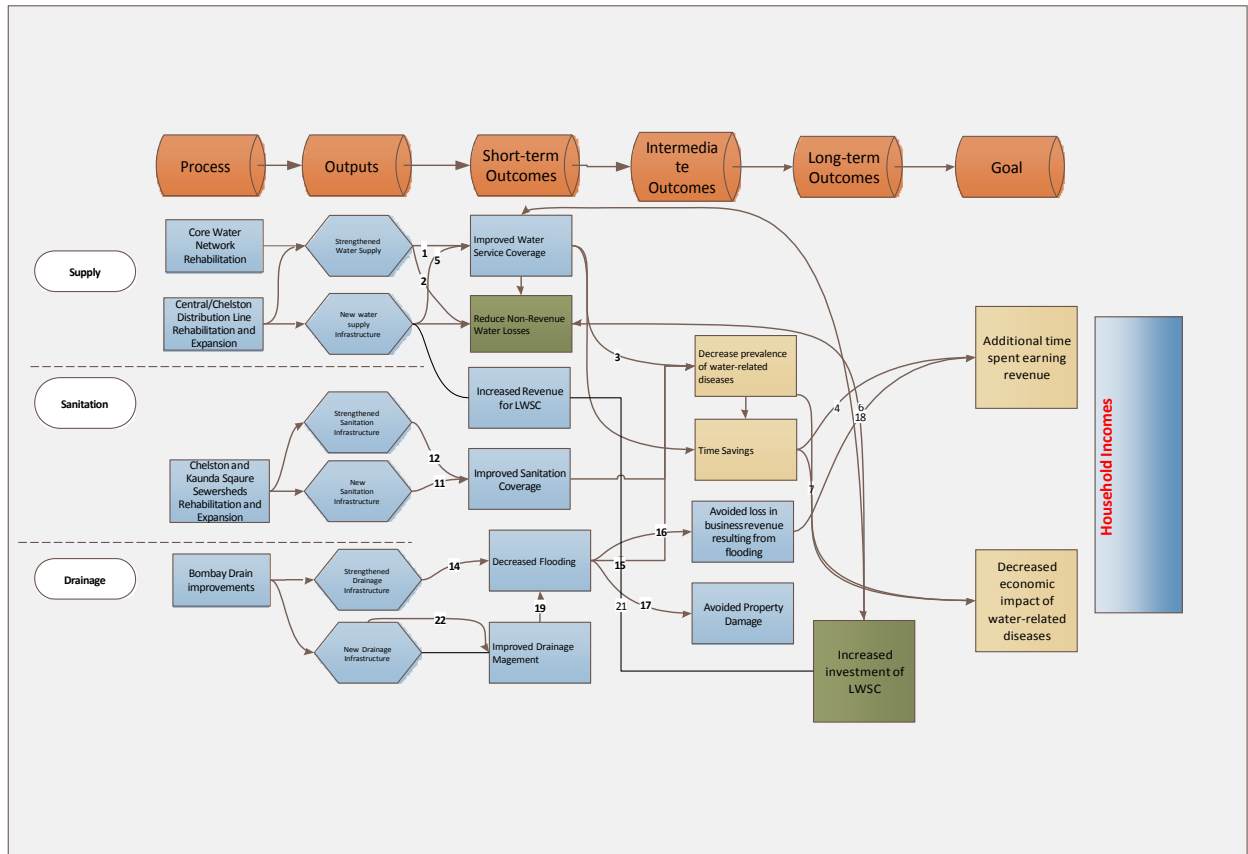 Process
Outputs
Short-term
Outcomes
Intermedia
te
Outcomes
Long-term
Outcomes
Goal
Supply
Core Water
Network
Rehabilitation
Strengthened
Water Supply
1
5
2
Improved Water
Service Coverage
Central/Chelston
Distribution Line
Rehabilitation and
Expansion
New water
supply
Infrastructure
Reduce Non-Revenue
Water Losses
3
Decrease prevalence
of water-related
diseases
Additional time
spent earning
revenue
Household Incomes
Sanitation
Increased Revenue
for LWSC
4
6
18
Strengthened
Sanitation
Infrastructure
12
Time Savings
Chelston and
Kaunda Sqaure
Sewersheds
Rehabilitation and
Expansion
New
Sanitation
Infrastructure
11
Improved Sanitation
Coverage
7
16
Avoided loss in
business revenue
resulting from
flooding
Drainage
Bombay Drain
improvements
Strengthened
Drainage
Infrastructure
14
Decreased Flooding
15
19
21
17
Avoided Property
Damage
Decreased
economic
impact of
water-related
diseases
22
New Drainage
Infrastructure
Improved Drainage
Magement
Increased
investment of
LWSC